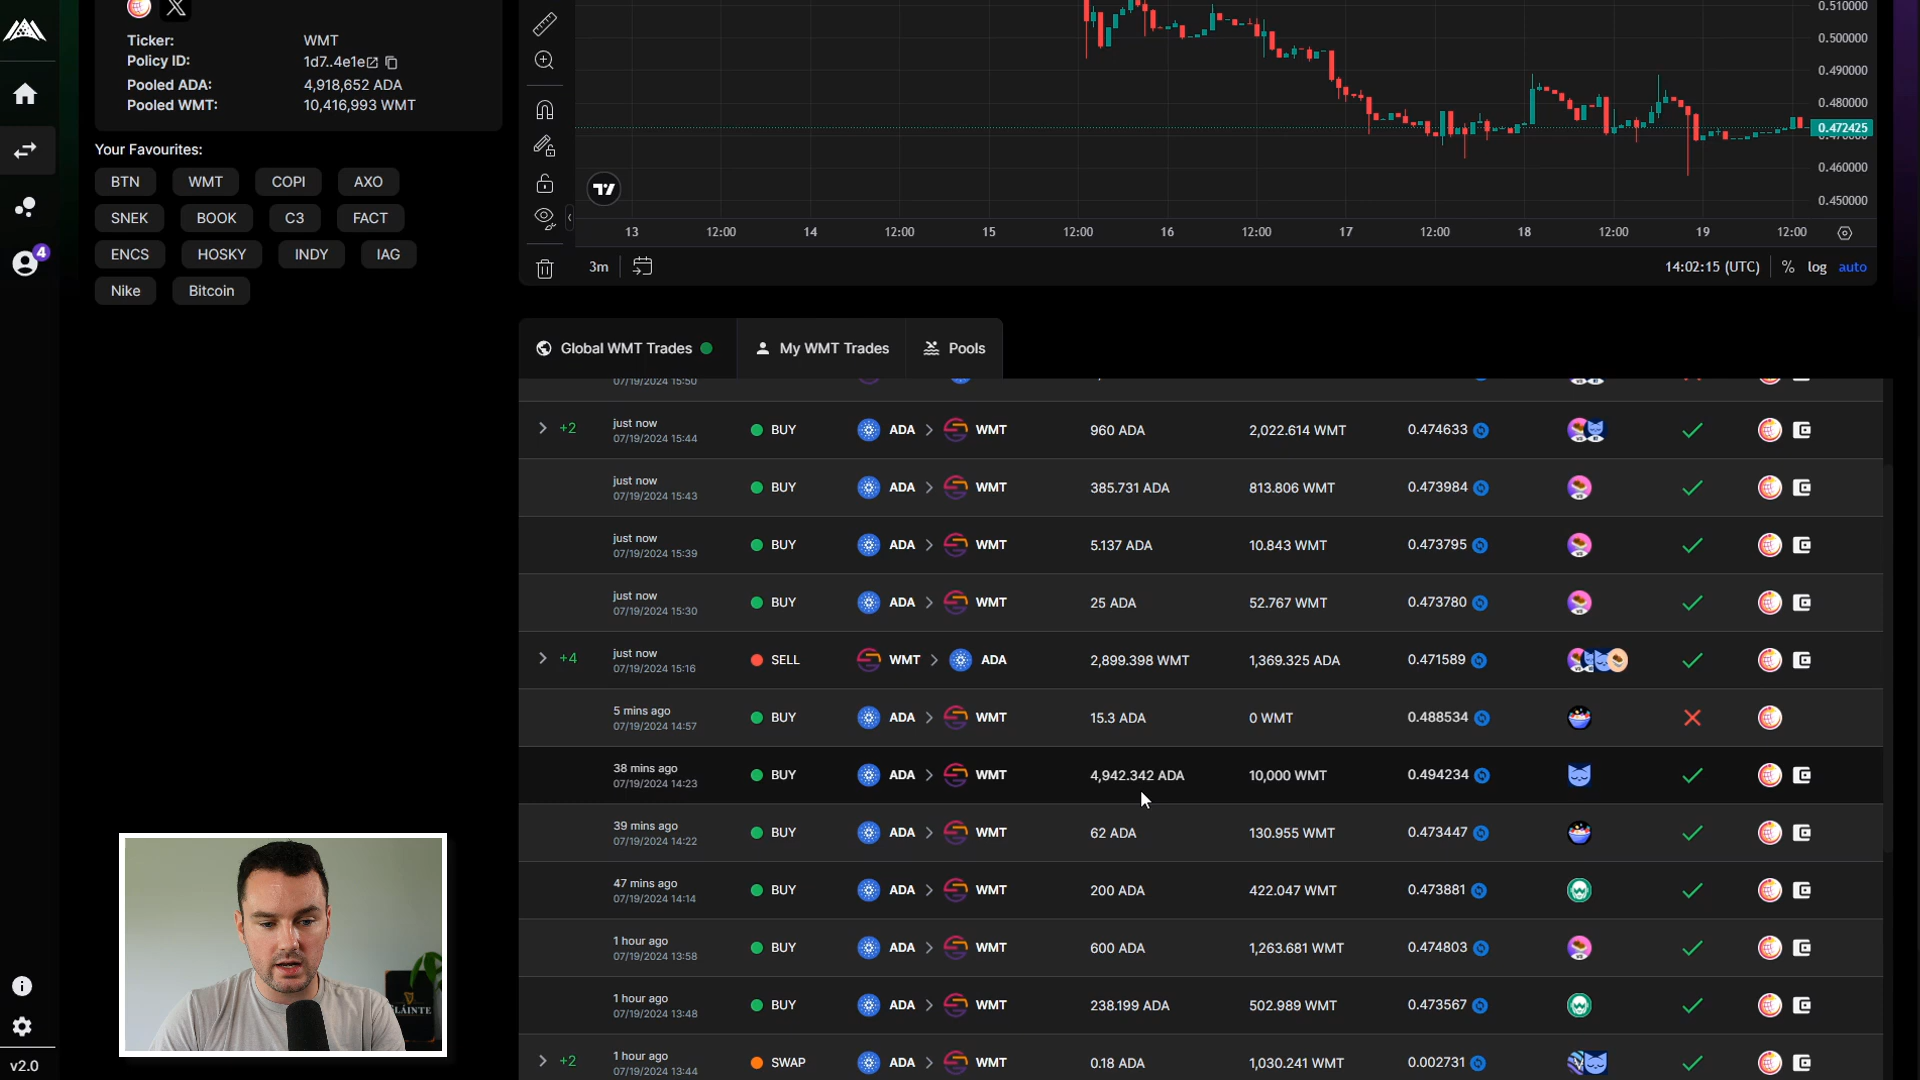 Ticker: WMT
Policy ID: 1d7..4e1e
Pooled ADA: 4,918,652 ADA
Pooled WMT: 10,416,993 WMT
Your Favourites:
BTN WMT COPI AXO
SNEK BOOK C3 FACT
ENCS HOSKY INDY IAG
Nike Bitcoin
4
v2.0
0.510000
0.500000
0.490000
0.480000
0.472425
0.460000
0.450000
13 12:00 14 12:00 15 12:00 16 12:00 17 12:00 18 12:00 19 12:00
3m 14:02:15 (UTC) % log auto
Global WMT Trades My WMT Trades Pools
07/19/2024 15:50
+2 just now 07/19/2024 15:44 BUY ADA > WMT 960 ADA 2,022.614 WMT 0.474633
just now 07/19/2024 15:43 BUY ADA > WMT 385.731 ADA 813.806 WMT 0.473984
just now 07/19/2024 15:39 BUY ADA > WMT 5.137 ADA 10.843 WMT 0.473795
just now 07/19/2024 15:30 BUY ADA > WMT 25 ADA 52.767 WMT 0.473780
+4 just now 07/19/2024 15:16 SELL WMT > ADA 2,899.398 WMT 1,369.325 ADA 0.471589
5 mins ago 07/19/2024 14:57 BUY ADA > WMT 15.3 ADA 0 WMT 0.488534
38 mins ago 07/19/2024 14:23 BUY ADA > WMT 4,942.342 ADA 10,000 WMT 0.494234
39 mins ago 07/19/2024 14:22 BUY ADA > WMT 62 ADA 130.955 WMT 0.473447
47 mins ago 07/19/2024 14:14 BUY ADA > WMT 200 ADA 422.047 WMT 0.473881
1 hour ago 07/19/2024 13:58 BUY ADA > WMT 600 ADA 1,263.681 WMT 0.474803
1 hour ago 07/19/2024 13:48 BUY ADA > WMT 238.199 ADA 502.989 WMT 0.473567
+2 1 hour ago 07/19/2024 13:44 SWAP ADA > WMT 0.18 ADA 1,030.241 WMT 0.002731